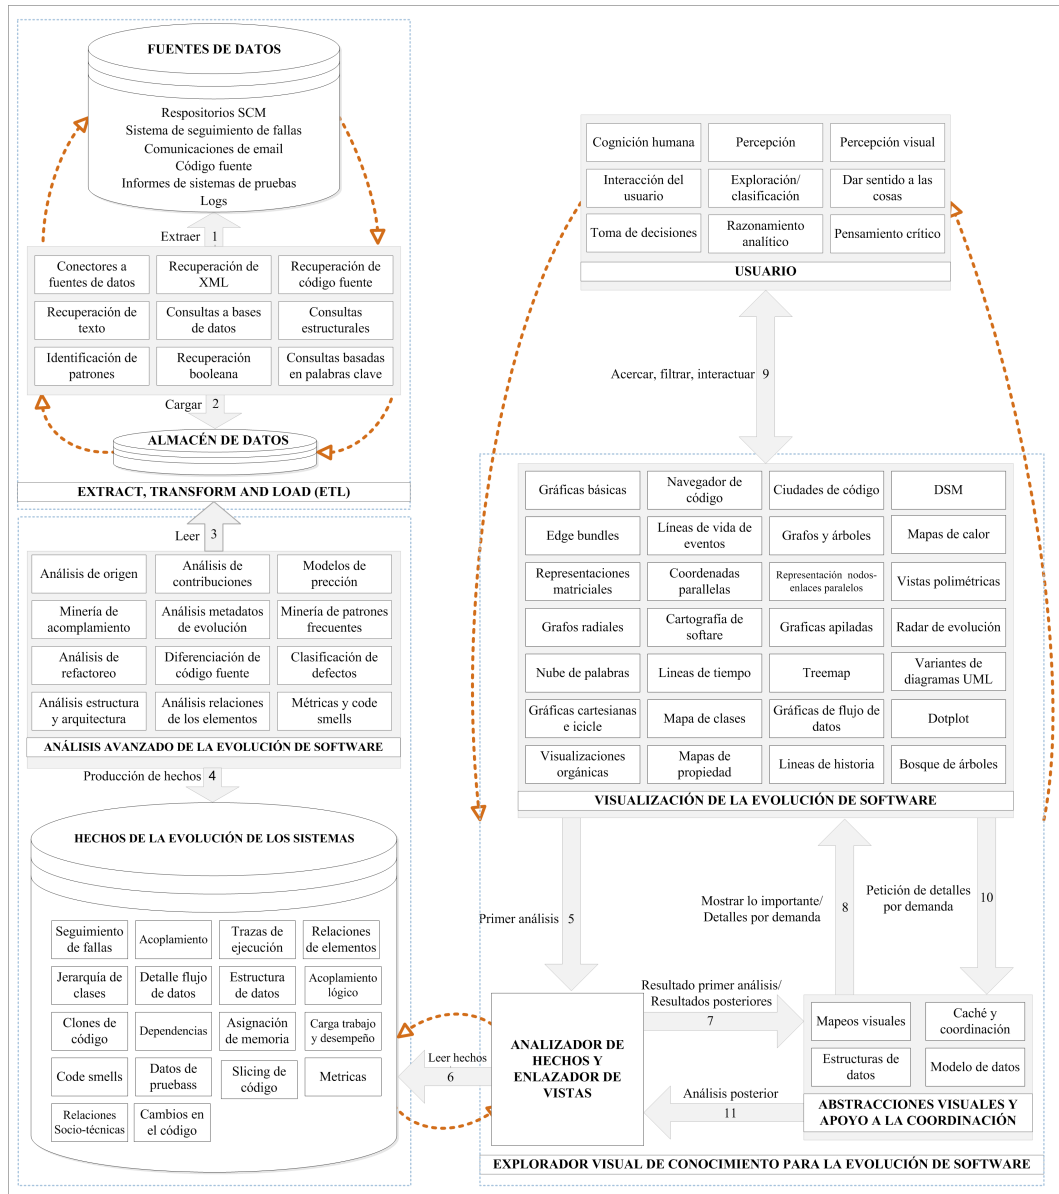 FUENTES DE DATOS
Respositorios SCM
Sistema de seguimiento de fallas
Comunicaciones de email
Código fuente
Informes de sistemas de pruebas
Logs
Extraer 1
Conectores a
fuentes de datos
Recuperación de
XML
Recuperación de
código fuente
Recuperación de
texto
Consultas a bases
de datos
Consultas
estructurales
Identificación de
patrones
Recuperación
booleana
Consultas basadas
en palabras clave
Cargar 2
ALMACÉN DE DATOS
EXTRACT, TRANSFORM AND LOAD (ETL)
Leer 3
Análisis de origen
Análisis de
contribuciones
Modelos de
prección
Minería de
acomplamiento
Análisis metadatos
de evolución
Minería de patrones
frecuentes
Análisis de
refactoreo
Diferenciación de
código fuente
Clasificación de
defectos
Análisis estructura
y arquitectura
Análisis relaciones
de los elementos
Métricas y code
smells
ANÁLISIS AVANZADO DE LA EVOLUCIÓN DE SOFTWARE
Producción de hechos 4
HECHOS DE LA EVOLUCIÓN DE LOS SISTEMAS
Seguimiento
de fallas
Acoplamiento
Trazas de
ejecución
Relaciones
de elementos
Jerarquía de
clases
Detalle flujo
de datos
Estructura
de datos
Acoplamiento
lógico
Clones de
código
Dependencias
Asignación
de memoria
Carga trabajo
y desempeño
Code smells
Datos de
pruebass
Slicing de
código
Metricas
Relaciones
Socio-técnicas
Cambios en
el código
Cognición humana
Percepción
Percepción visual
Interacción del
usuario
Exploración/
clasificación
Dar sentido a las
cosas
Toma de decisiones
Razonamiento
analítico
Pensamiento crítico
USUARIO
Acercar, filtrar, interactuar 9
Gráficas básicas
Navegador de
código
Ciudades de código
DSM
Edge bundles
Líneas de vida de
eventos
Grafos y árboles
Mapas de calor
Representaciones
matriciales
Coordenadas
parallelas
Representación nodos-
enlaces paralelos
Vistas polimétricas
Grafos radiales
Cartografía de
softare
Graficas apiladas
Radar de evolución
Nube de palabras
Lineas de tiempo
Treemap
Variantes de
diagramas UML
Gráficas cartesianas
e icicle
Mapa de clases
Gráficas de flujo de
datos
Dotplot
Visualizaciones
orgánicas
Mapas de
propiedad
Lineas de historia
Bosque de árboles
VISUALIZACIÓN DE LA EVOLUCIÓN DE SOFTWARE
Primer análisis 5
Mostrar lo importante/
Detalles por demanda
8
Petición de detalles
por demanda
10
Leer hechos
6
ANALIZADOR DE
HECHOS Y
ENLAZADOR DE
VISTAS
Resultado primer análisis/
Resultados posteriores
7
Mapeos visuales
Caché y
coordinación
Estructuras de
datos
Modelo de datos
ABSTRACCIONES VISUALES Y
APOYO A LA COORDINACIÓN
Análisis posterior
11
EXPLORADOR VISUAL DE CONOCIMIENTO PARA LA EVOLUCIÓN DE SOFTWARE